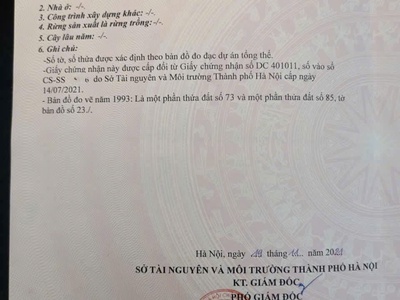 2. Nhà ở: -/-.
3. Công trình xây dựng khác: -/-.
4. Rừng sản xuất là rừng trồng: -/-.
5. Cây lâu năm: -/-.
6. Ghi chú:
-Số tờ, số thửa được xác định theo bản đồ đo đạc dự án tổng thể.
-Giấy chứng nhận này được cấp đổi từ Giấy chứng nhận số DC 401011, số vào sổ
CS-SS 6 do Sở Tài nguyên và Môi trường Thành phố Hà Nội cấp ngày
14/07/2021.
- Bản đồ đo vẽ năm 1993: Là một phần thửa đất số 73 và một phần thửa đất số 85, tờ
bản đồ số 23./.
Hà Nội, ngày tháng 11 năm 2021
SỞ TÀI NGUYÊN VÀ MÔI TRƯỜNG THÀNH PHỐ HÀ NỘI
KT. GIÁM ĐỐC
PHÓ GIÁM ĐỐC